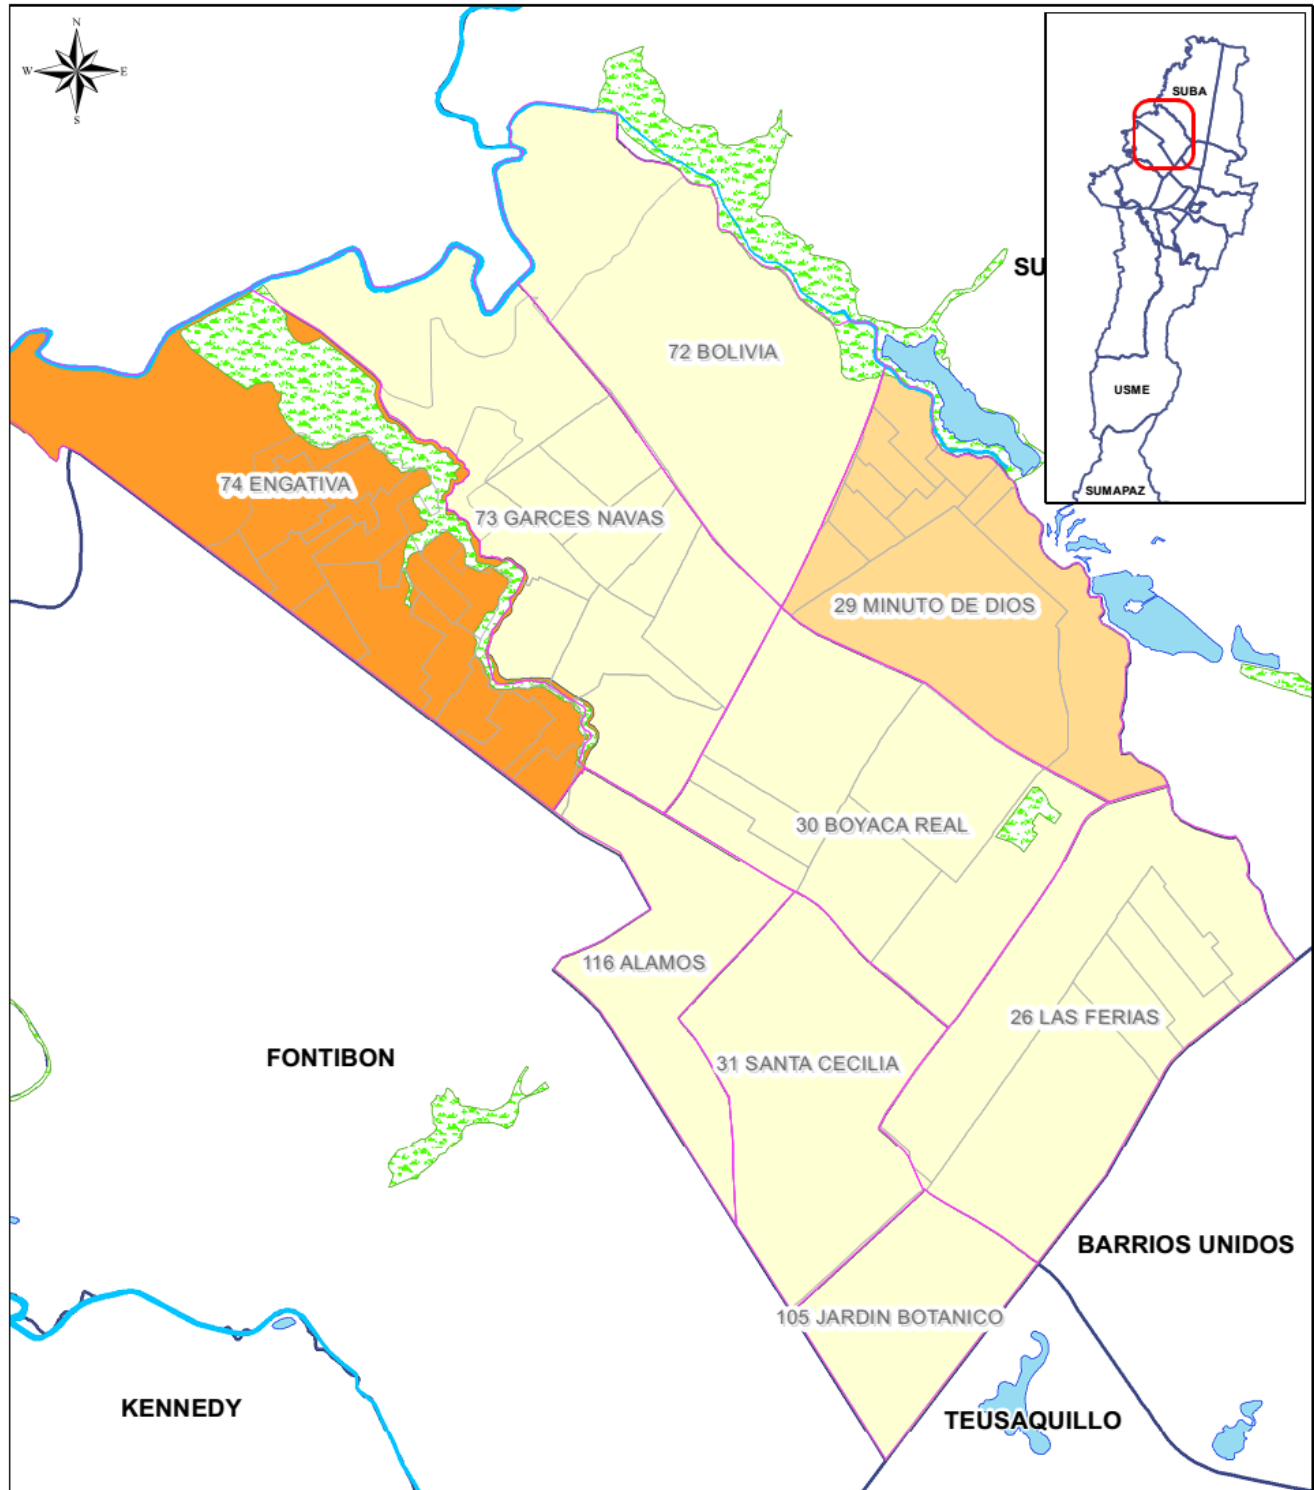 N
W E
S
SUBA
SU
USME
SUMAPAZ
72 BOLIVIA
74 ENGATIVA
73 GARCES NAVAS
29 MINUTO DE DIOS
30 BOYACA REAL
116 ALAMOS
26 LAS FERIAS
FONTIBON
31 SANTA CECILIA
BARRIOS UNIDOS
105 JARDIN BOTANICO
KENNEDY
TEUSAQUILLO